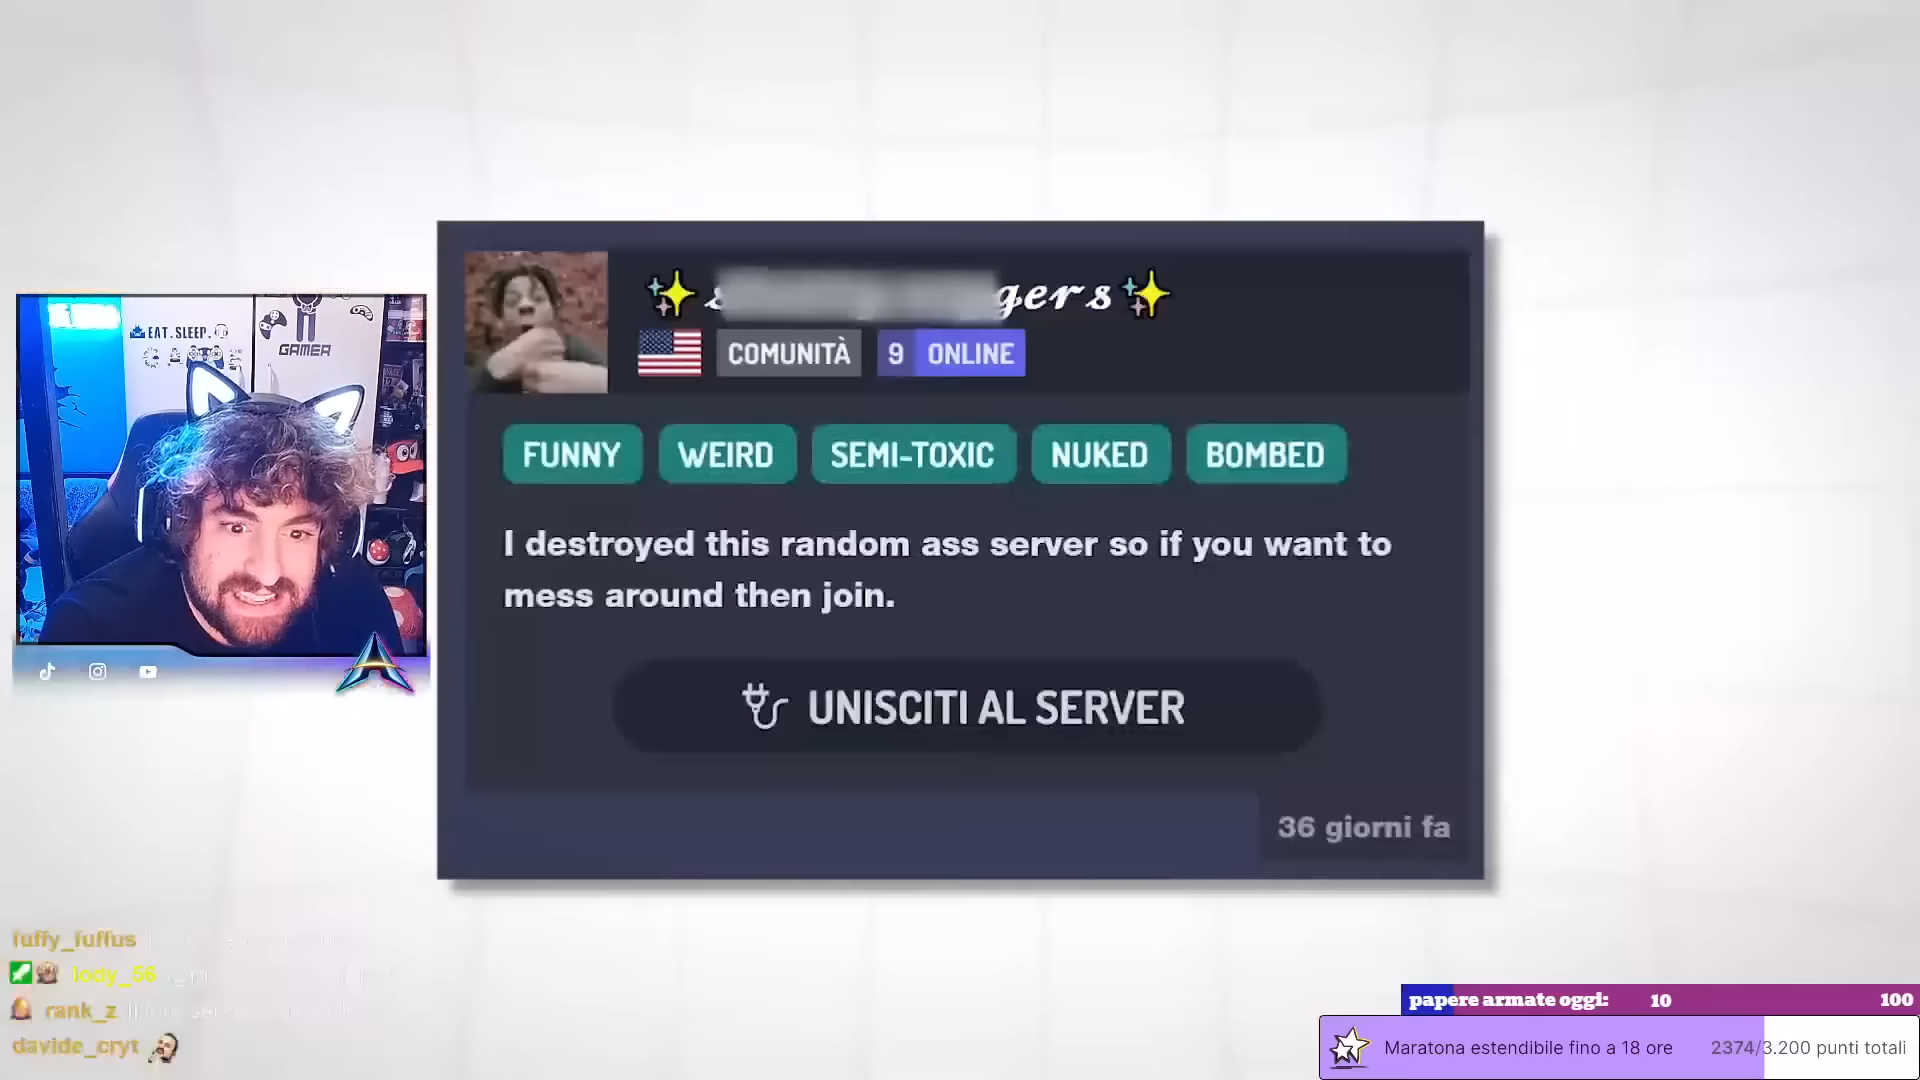 gers
COMUNITÀ
9 ONLINE
FUNNY WEIRD SEMI-TOXIC NUKED BOMBED
I destroyed this random ass server so if you want to
mess around then join.
UNISCITI AL SERVER
36 giorni fa
EAT.SLEEP.
GAMER
fuffy_fuffus
lody_56
rank_z
davide_cryt
papere armate oggi: 10 100
Maratona estendibile fino a 18 ore 2374/3.200 punti totali